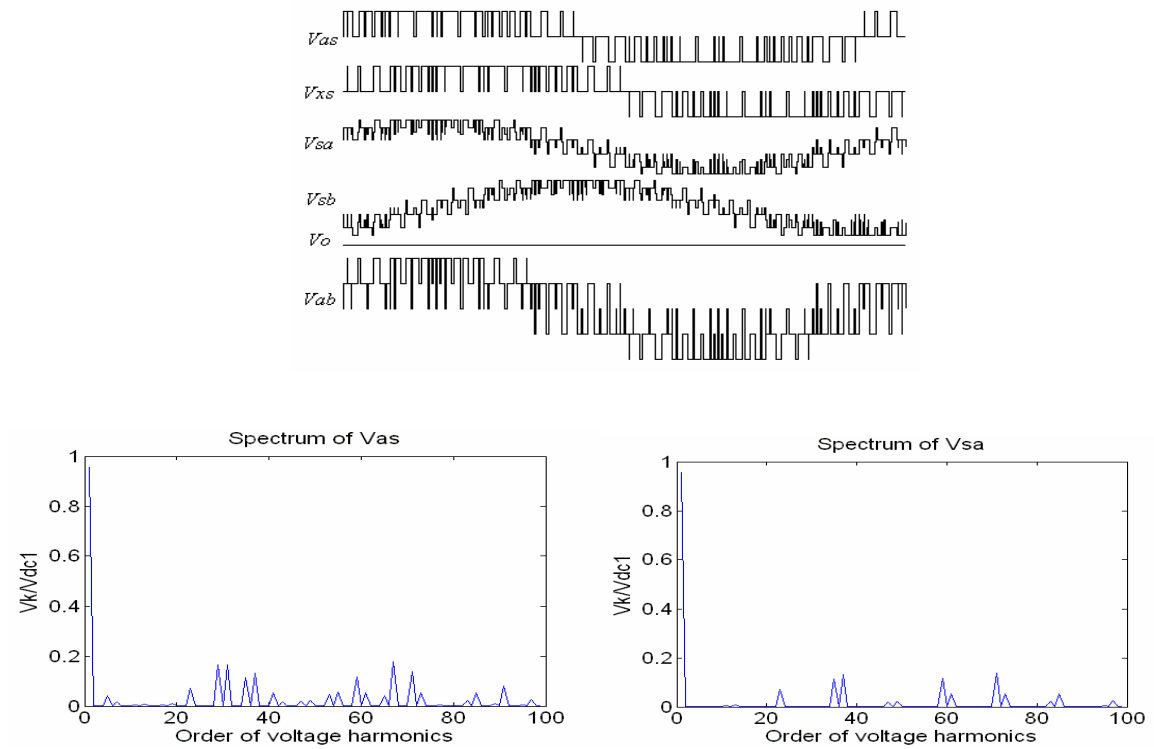 Vas
Vxs
Vsa
Vsb
Vo
Vab
Spectrum of Vas
1
0.8
0.6
0.4
0.2
0
Vk/Vdc1
0 20 40 60 80 100
Order of voltage harmonics
Spectrum of Vsa
1
0.8
0.6
0.4
0.2
0
Vk/Vdc1
0 20 40 60 80 100
Order of voltage harmonics